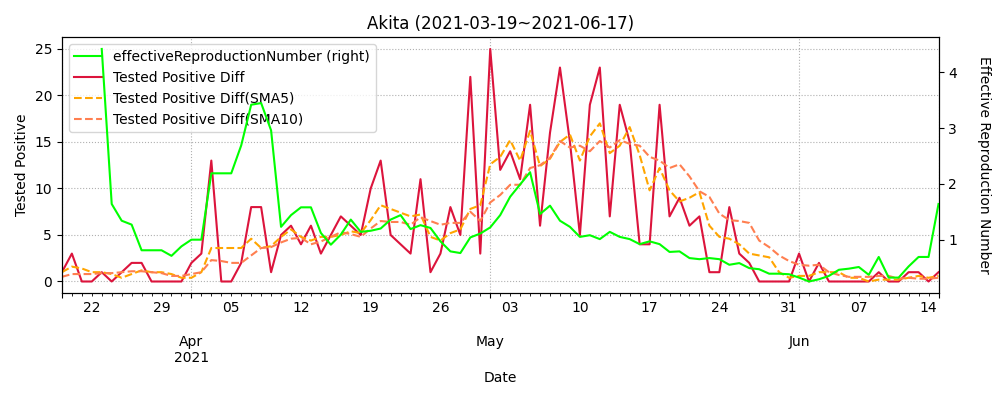 Akita (2021-03-19~2021-06-17)
effectiveReproductionNumber (right)
Tested Positive Diff
Tested Positive Diff(SMA5)
Tested Positive Diff(SMA10)
Tested Positive
25
20
15
10
5
0
4
3
2
1
Effective Reproduction Number
22 29 05 12 19 26 03 10 17 24 31 07 14
Apr May Jun
2021
Date